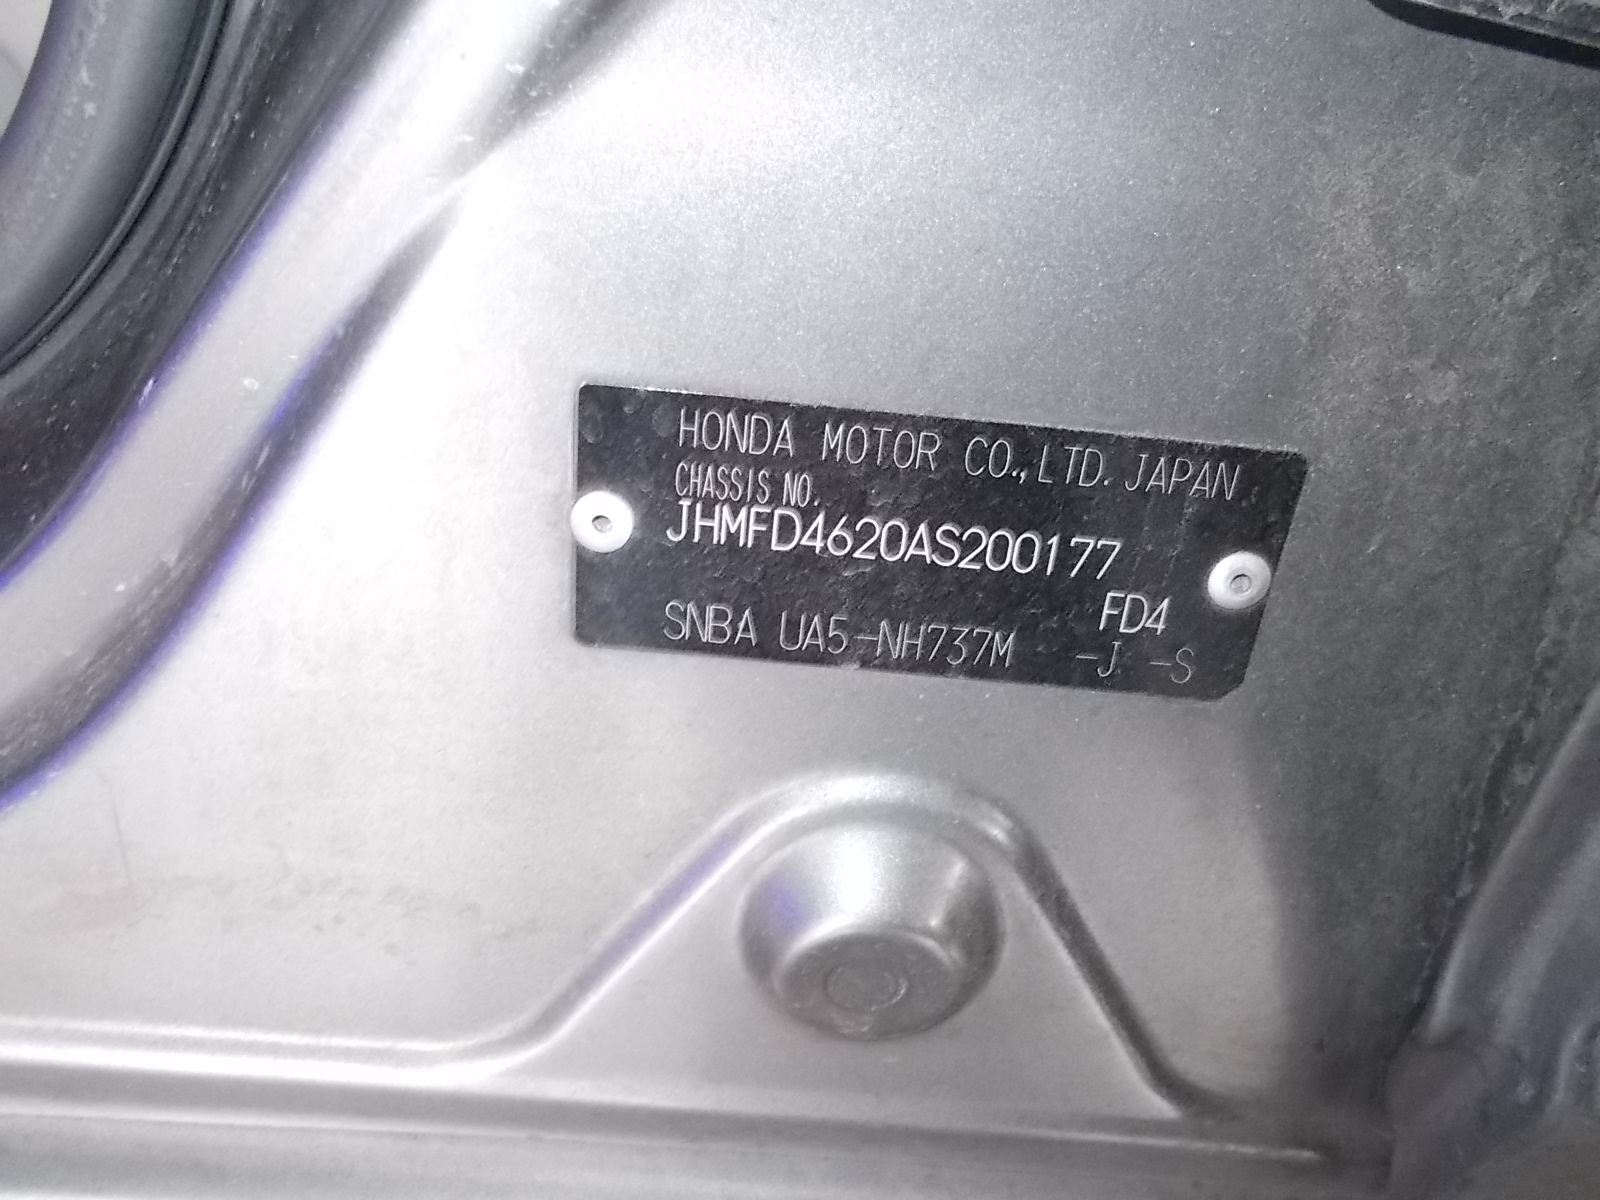 HONDA MOTOR CO.,LTD. JAPAN
CHASSIS NO.
JHMFD4620AS200177
FD4
SNBA UA5-NH737M -J -S